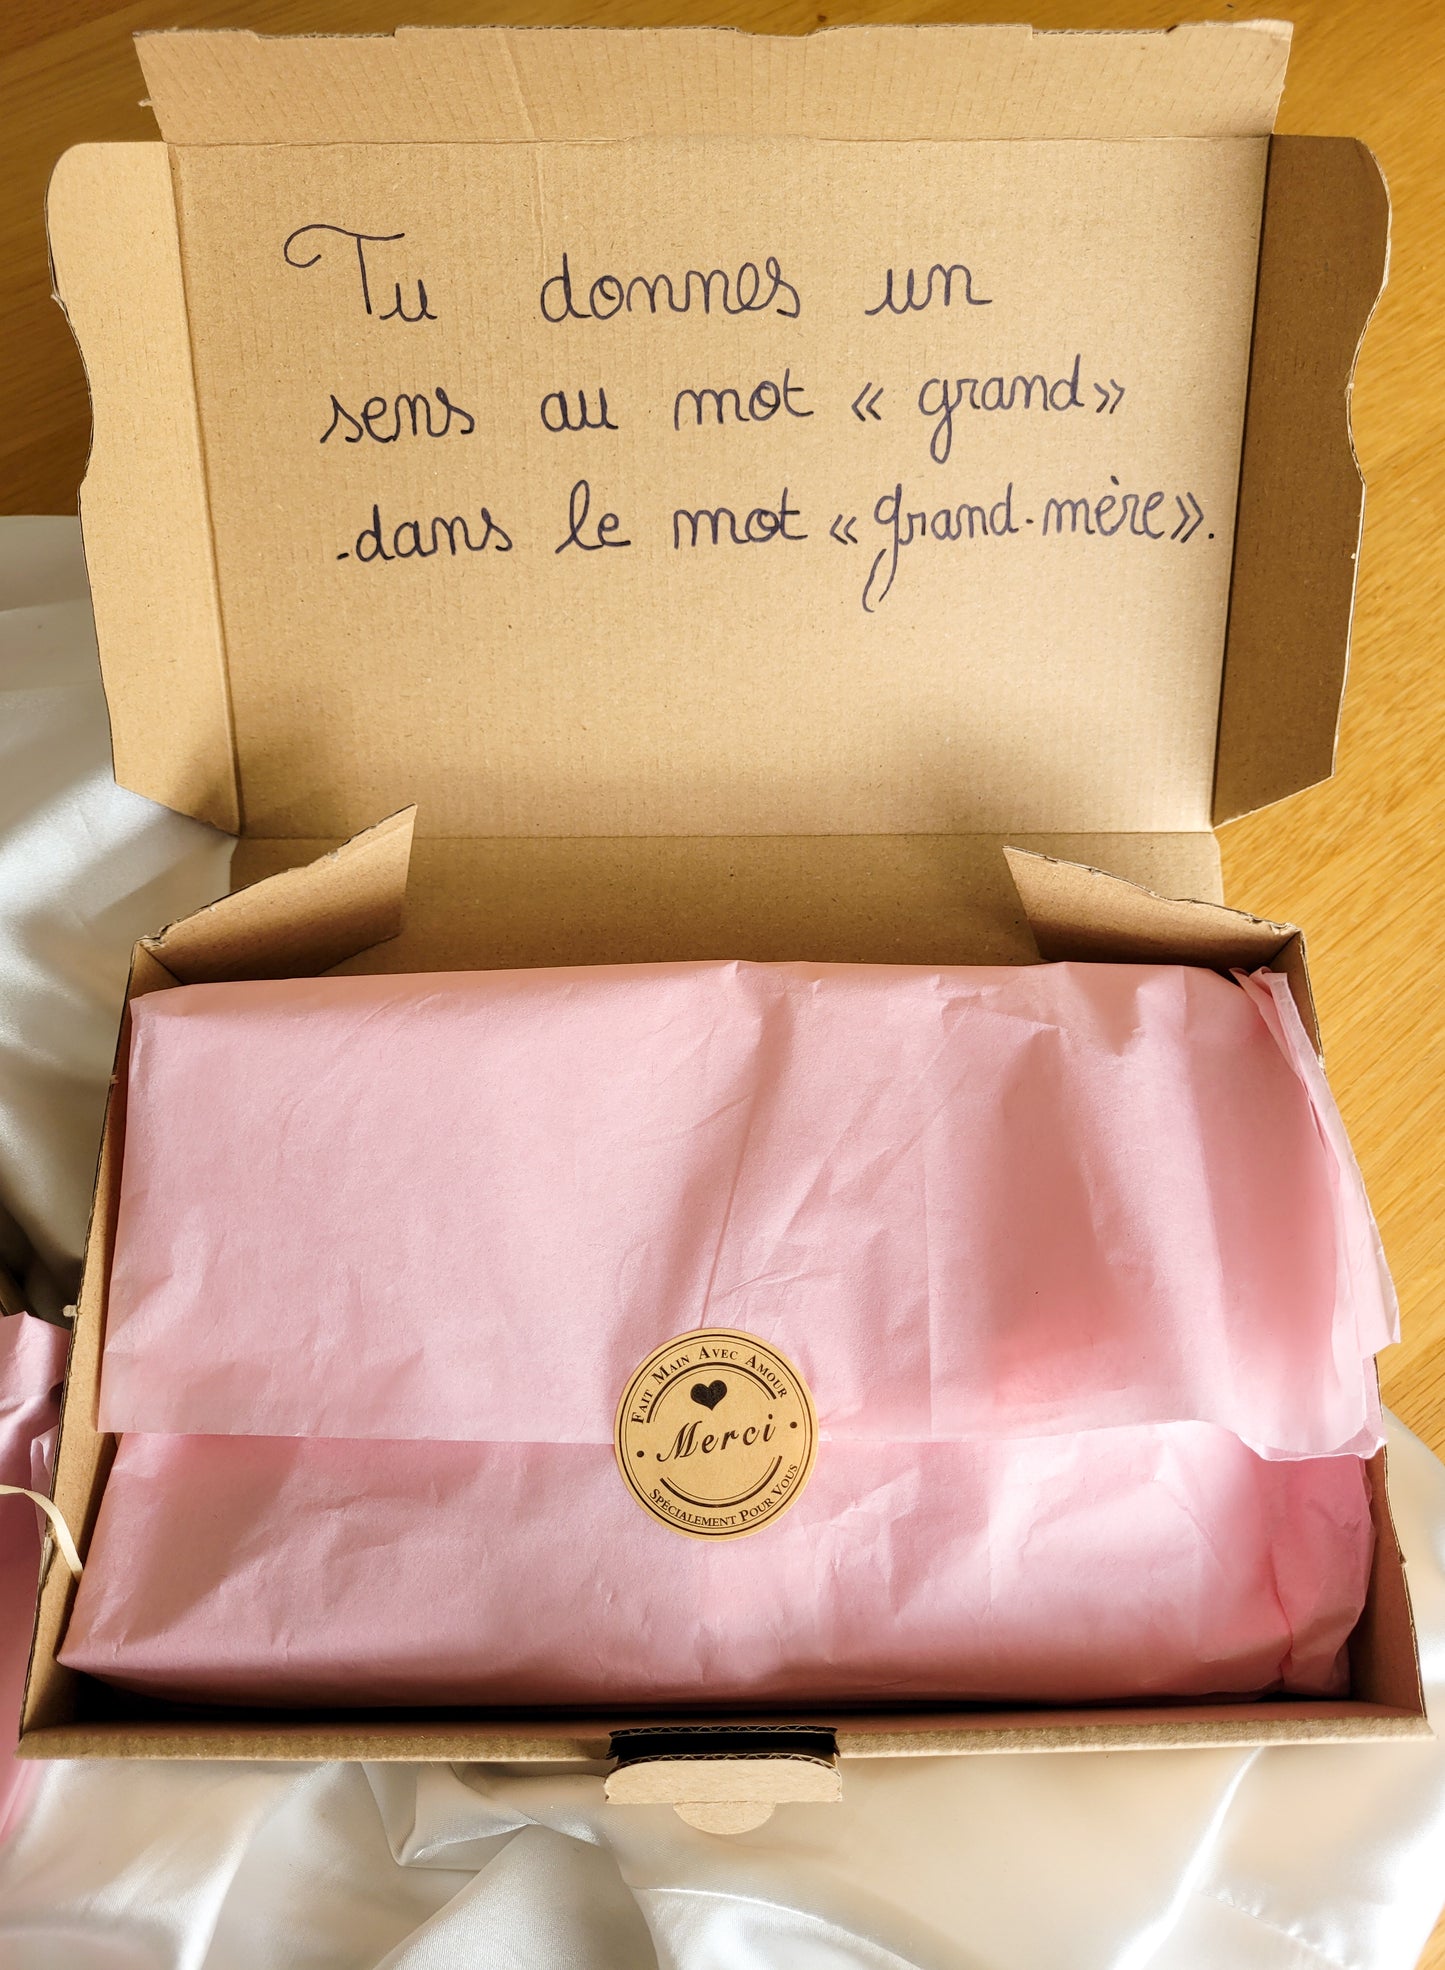 Tu donnes un
sens au mot « grand »
-dans le mot « grand-mère ».
Fait Main Avec Amour
Merci
Spécialement Pour Vous